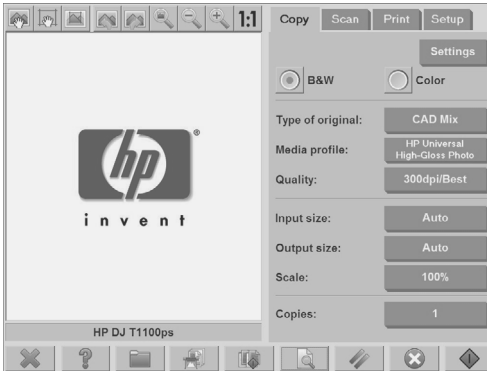 1:1
Copy Scan Print Setup
Settings
B&W Color
Type of original: CAD Mix
Media profile: HP Universal
High-Gloss Photo
Quality: 300dpi/Best
Input size: Auto
Output size: Auto
Scale: 100%
Copies: 1
hp ®
invent
HP DJ T1100ps
?